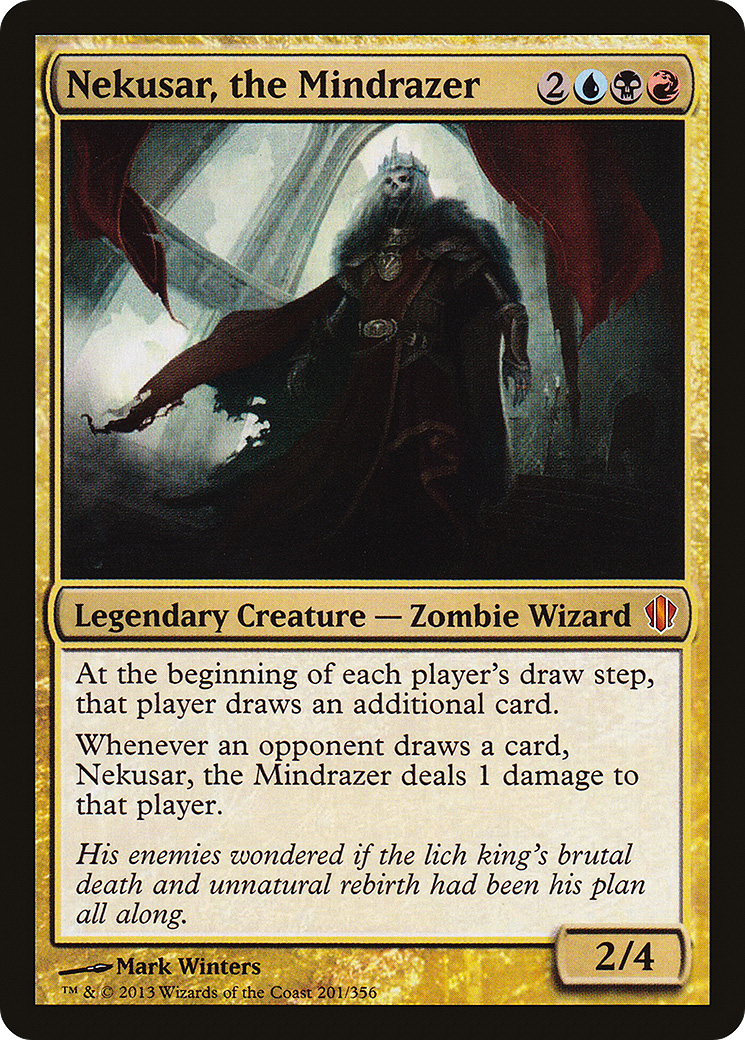 Nekusar, the Mindrazer 2
Legendary Creature — Zombie Wizard
At the beginning of each player's draw step,
that player draws an additional card.
Whenever an opponent draws a card,
Nekusar, the Mindrazer deals 1 damage to
that player.
His enemies wondered if the lich king's brutal
death and unnatural rebirth had been his plan
all along.
2/4
Mark Winters
™ & © 2013 Wizards of the Coast 201/356